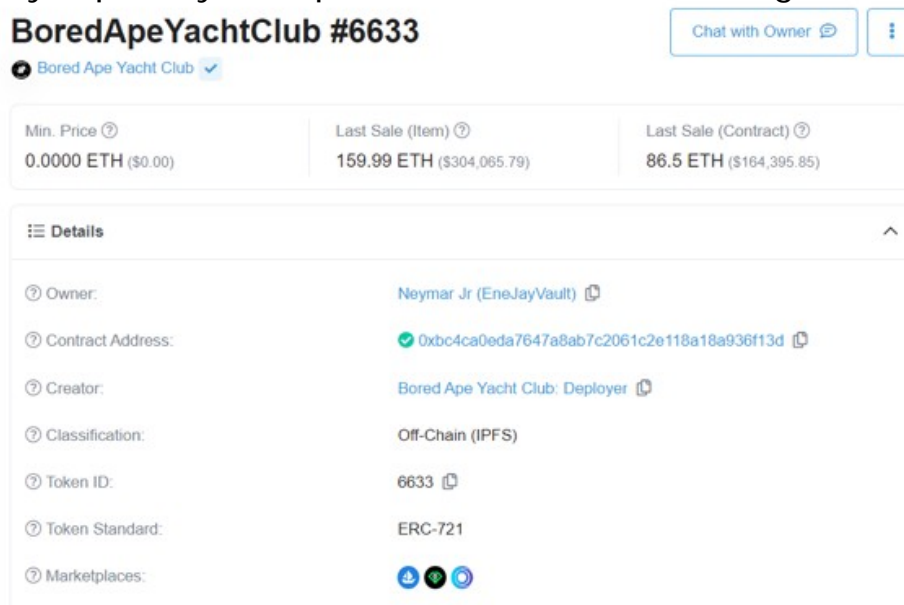 BoredApeYachtClub #6633
Chat with Owner
Bored Ape Yacht Club
Min. Price
Last Sale (Item)
Last Sale (Contract)
0.0000 ETH ($0.00)
159.99 ETH ($304,065.79)
86.5 ETH ($164,395.85)
Details
Owner:
Neymar Jr (EneJayVault)
Contract Address:
0xbc4ca0eda7647a8ab7c2061c2e118a18a936f13d
Creator:
Bored Ape Yacht Club: Deployer
Classification:
Off-Chain (IPFS)
Token ID:
6633
Token Standard:
ERC-721
Marketplaces: